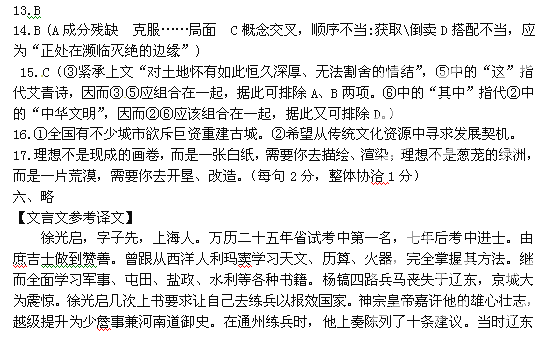 13.B
14.B (A 成分残缺　克服……局面　C 概念交叉，顺序不当:获取\倒卖 D 搭配不当，应
为“正处在濒临灭绝的边缘”)
15.C (③紧承上文“对土地怀有如此恒久深厚、无法割舍的情结”，⑤中的“这”指
代艾青诗，因而③⑤应组合在一起，据此可排除 A、B 两项。⑥中的“其中”指代②中
的“中华文明”，因而②⑥应该组合在一起，据此又可排除 D。)
16.①全国有不少城市欲斥巨资重建古城。②希望从传统文化资源中寻求发展契机。
17.理想不是现成的画卷，而是一张白纸，需要你去描绘、渲染；理想不是葱茏的绿洲，
而是一片荒漠，需要你去开垦、改造。(每句 2 分，整体协洽 1 分)
六、略
【文言文参考译文】
徐光启，字子先，上海人。万历二十五年省试考中第一名，七年后考中进士。由
庶吉士做到赞善。曾跟从西洋人利玛窦学习天文、历算、火器，完全掌握其方法。继
而全面学习军事、屯田、盐政、水利等各种书籍。杨镐四路兵马丧失于辽东，京城大
为震惊。徐光启几次上书要求让自己去练兵以报效国家。神宗皇帝嘉许他的雄心壮志，
越级提升为少詹事兼河南道御史。在通州练兵时，他上奏陈列了十条建议。当时辽东